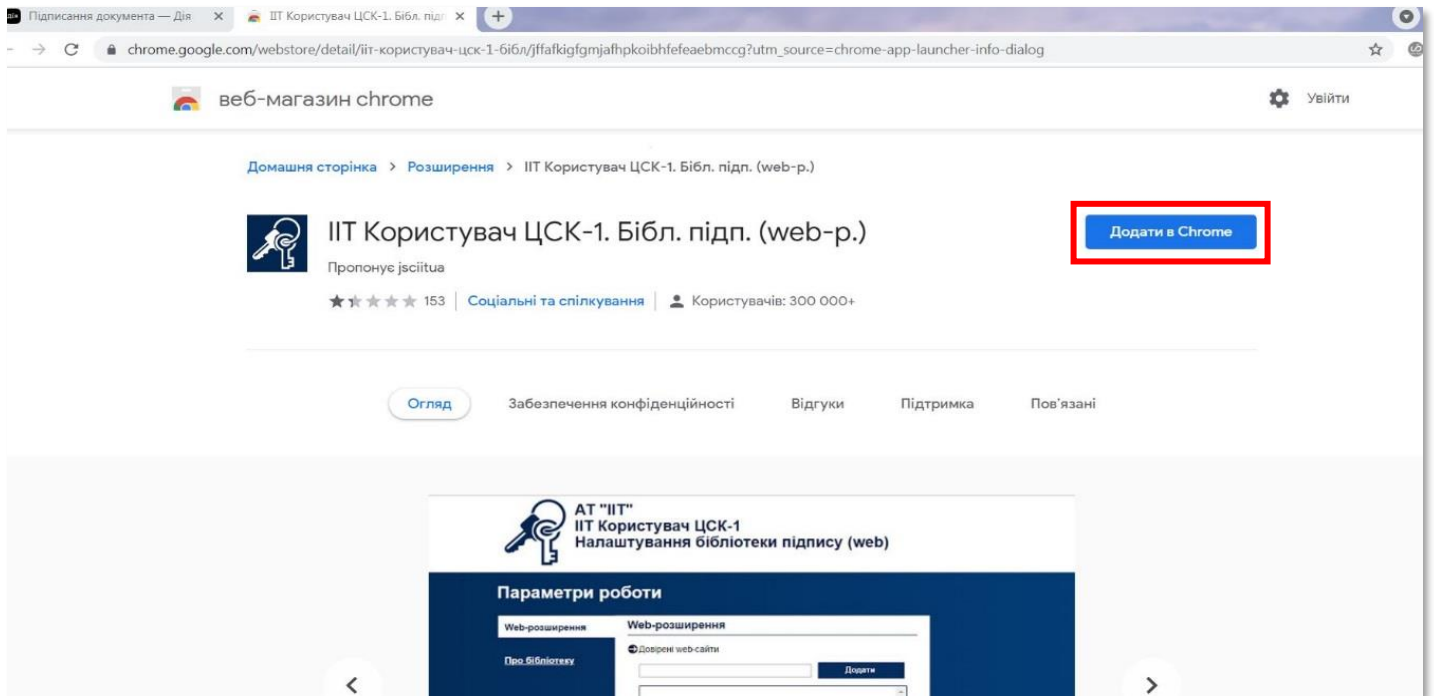 Підписання документа — Дія
ІІТ Користувач ЦСК-1. Бібл. підп
chrome.google.com/webstore/detail/іїт-користувач-цск-1-бібл/jffafkigfgmjafhpkoibhfefeaebmccg?utm_source=chrome-app-launcher-info-dialog
веб-магазин chrome
Увійти
Домашня сторінка > Розширення > ІІТ Користувач ЦСК-1. Бібл. підп. (web-р.)
ІІТ Користувач ЦСК-1. Бібл. підп. (web-р.)
Додати в Chrome
Пропонує jsciitua
153 | Соціальні та спілкування | Користувачів: 300 000+
Огляд Забезпечення конфіденційності Відгуки Підтримка Пов'язані
АТ "ІІТ"
ІІТ Користувач ЦСК-1
Налаштування бібліотеки підпису (web)
Параметри роботи
Web-розширення Web-розширення
Довірені web-сайти
Про бібліотеку
Додати